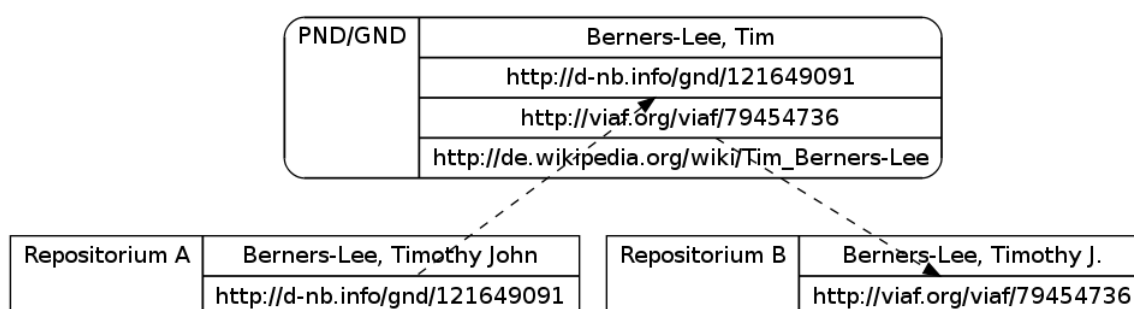 PND/GND
Berners-Lee, Tim
http://d-nb.info/gnd/121649091
http://viaf.org/viaf/79454736
http://de.wikipedia.org/wiki/Tim_Berners-Lee
Repositorium A
Berners-Lee, Timothy John
http://d-nb.info/gnd/121649091
Repositorium B
Berners-Lee, Timothy J.
http://viaf.org/viaf/79454736